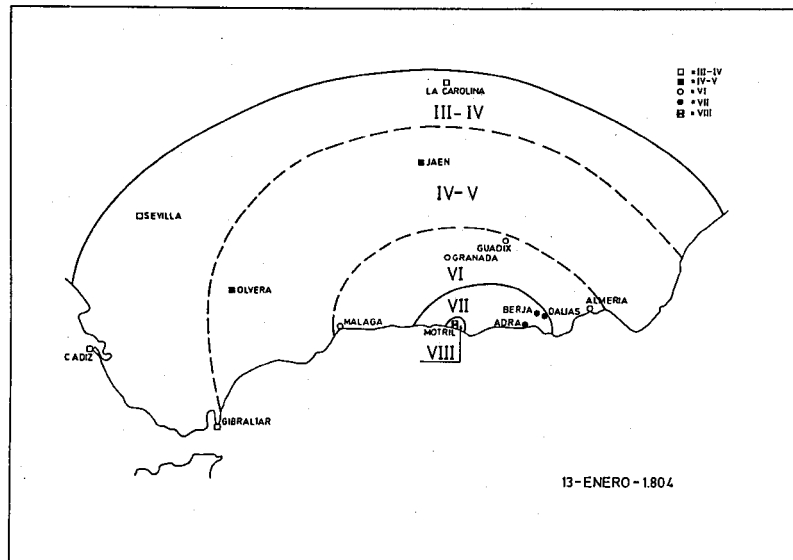 □ = III-IV
■ = IV-V
○ = VI
● = VII
= VIII
LA CAROLINA
III-IV
JAEN
IV-V
SEVILLA
GUADIX
GRANADA
VI
OLVERA
ALMERIA
VII
BERJA
DALIAS
MALAGA
ADRA
MOTRIL
VIII
CADIZ
GIBRALTAR
13-ENERO-1.804